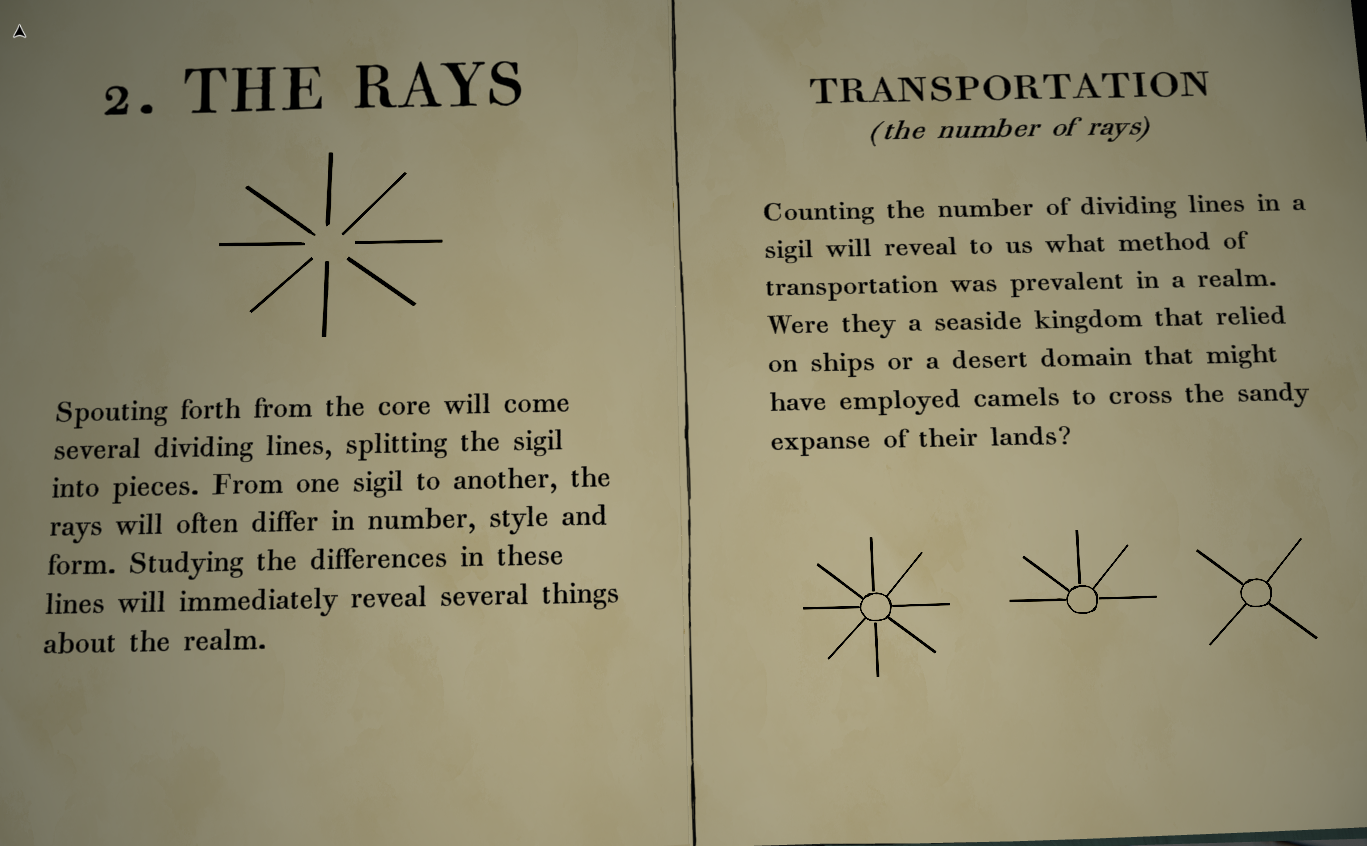 2. THE RAYS
Spouting forth from the core will come
several dividing lines, splitting the sigil
into pieces. From one sigil to another, the
rays will often differ in number, style and
form. Studying the differences in these
lines will immediately reveal several things
about the realm.
TRANSPORTATION
(the number of rays)
Counting the number of dividing lines in a
sigil will reveal to us what method of
transportation was prevalent in a realm.
Were they a seaside kingdom that relied
on ships or a desert domain that might
have employed camels to cross the sandy
expanse of their lands?